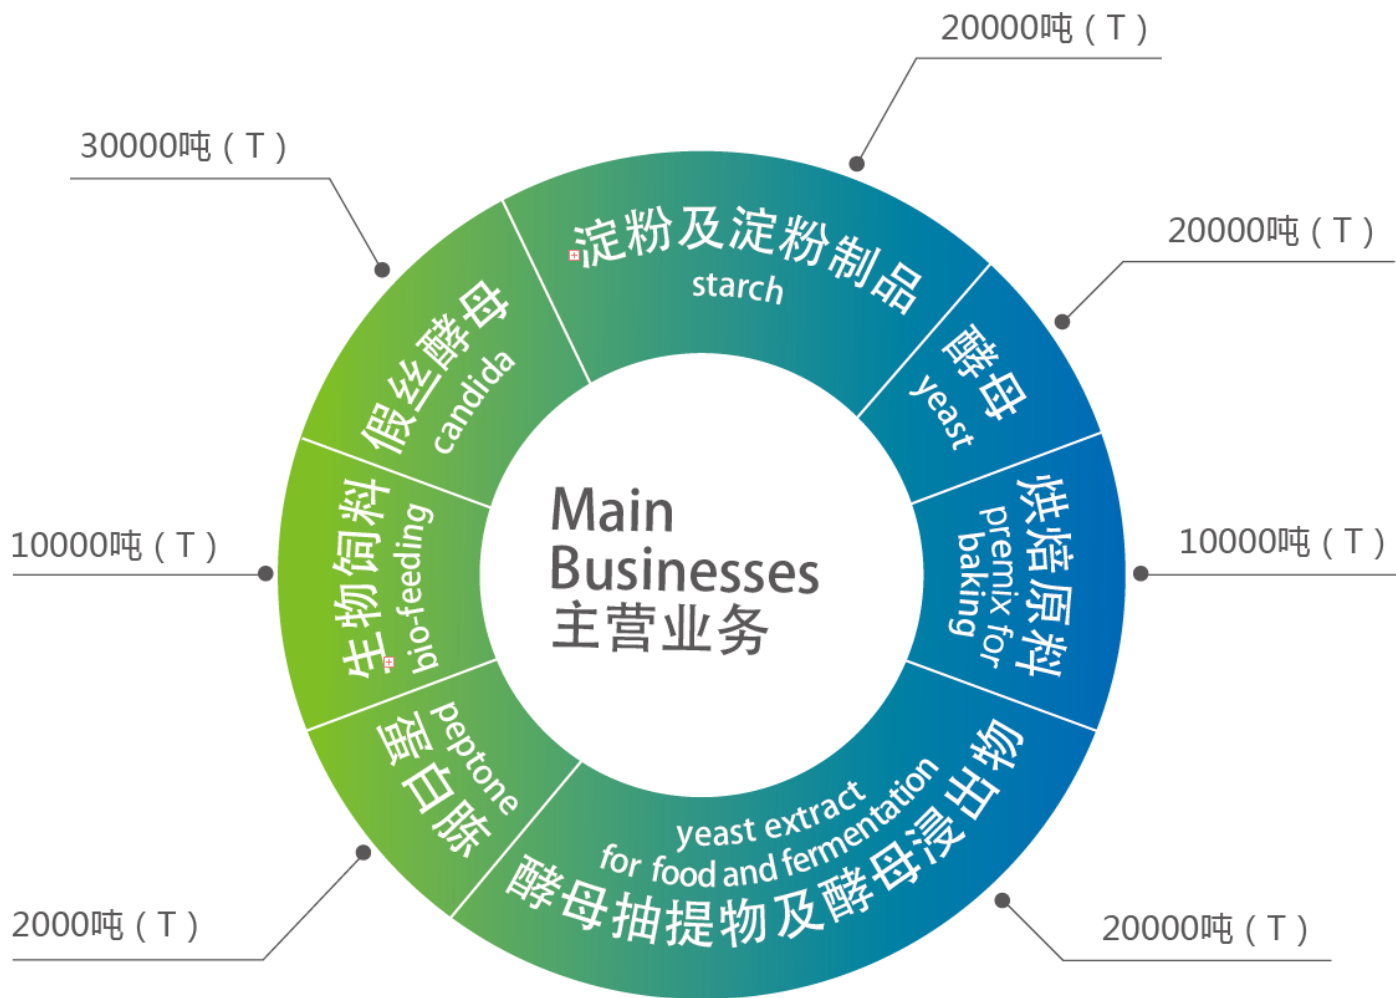 20000吨（T）
30000吨（T）
20000吨（T）
淀粉及淀粉制品
starch
酵母
yeast
假丝酵母
candida
烘焙原料
premix for
baking
生物饲料
bio-feeding
Main
Businesses
主营业务
10000吨（T）
10000吨（T）
蛋白胨
peptone
yeast extract
for food and fermentation
酵母抽提物及酵母浸出物
2000吨（T）
20000吨（T）